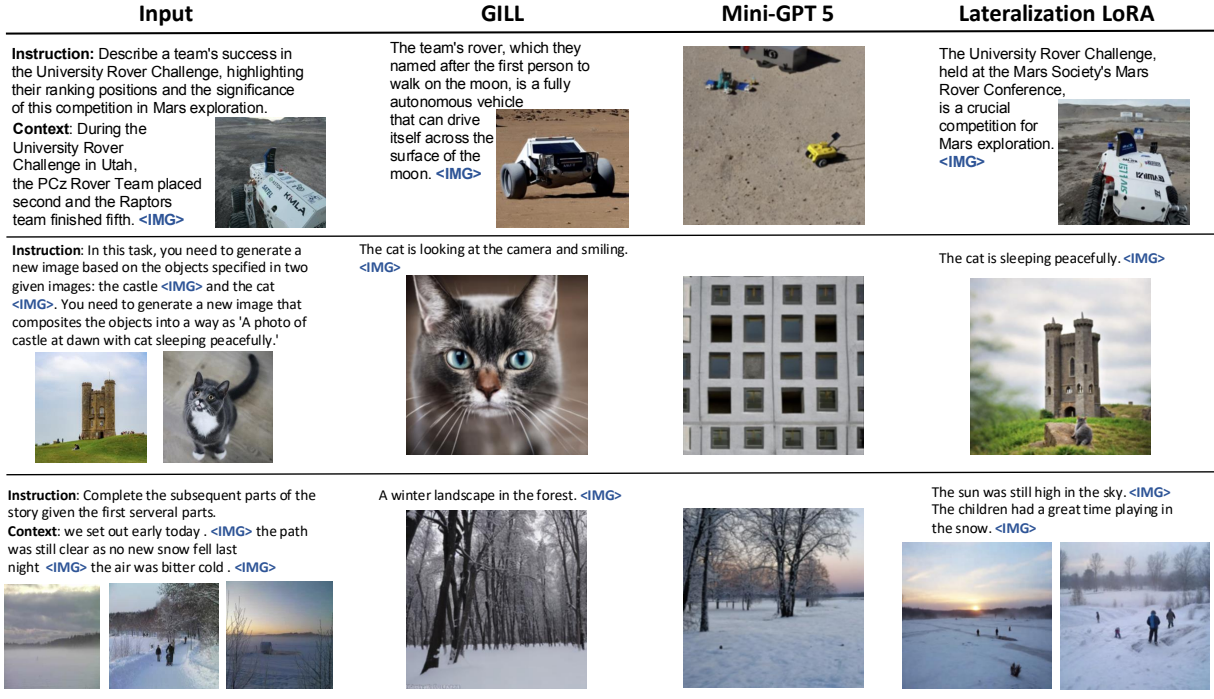 Input
GILL
Mini-GPT 5
Lateralization LoRA
Instruction: Describe a team's success in
the University Rover Challenge, highlighting
their ranking positions and the significance
of this competition in Mars exploration.
Context: During the
University Rover
Challenge in Utah,
the PCz Rover Team placed
second and the Raptors
team finished fifth. <IMG>
KMLA
The team's rover, which they
named after the first person to
walk on the moon, is a fully
autonomous vehicle
that can drive
itself across the
surface of the
moon. <IMG>
The University Rover Challenge,
held at the Mars Society's Mars
Rover Conference,
is a crucial
competition for
Mars exploration.
<IMG>
Instruction: In this task, you need to generate a
new image based on the objects specified in two
given images: the castle <IMG> and the cat
<IMG>. You need to generate a new image that
composites the objects into a way as 'A photo of
castle at dawn with cat sleeping peacefully.'
The cat is looking at the camera and smiling.
<IMG>
The cat is sleeping peacefully. <IMG>
Instruction: Complete the subsequent parts of the
story given the first serveral parts.
Context: we set out early today . <IMG> the path
was still clear as no new snow fell last
night <IMG> the air was bitter cold . <IMG>
A winter landscape in the forest. <IMG>
The sun was still high in the sky. <IMG>
The children had a great time playing in
the snow. <IMG>